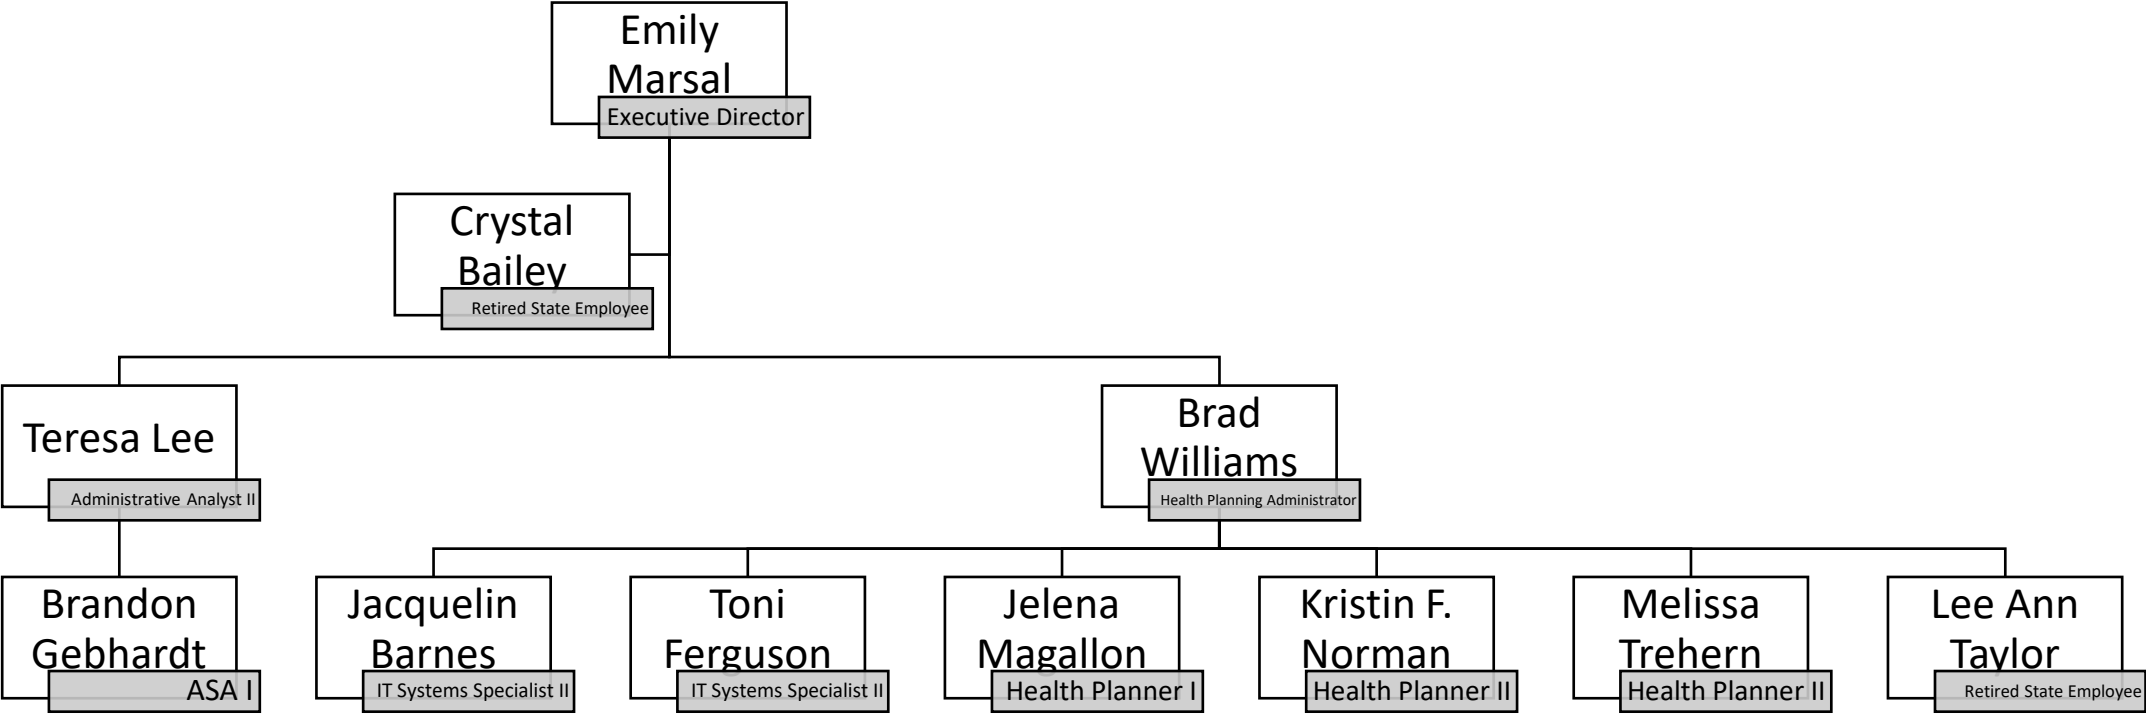 Emily
Marsal
Executive Director
Crystal
Bailey
Retired State Employee
Teresa Lee
Administrative Analyst II
Brad
Williams
Health Planning Administrator
Brandon
Gebhardt
ASA I
Jacquelin
Barnes
IT Systems Specialist II
Toni
Ferguson
IT Systems Specialist II
Jelena
Magallon
Health Planner I
Kristin F.
Norman
Health Planner II
Melissa
Trehern
Health Planner II
Lee Ann
Taylor
Retired State Employee